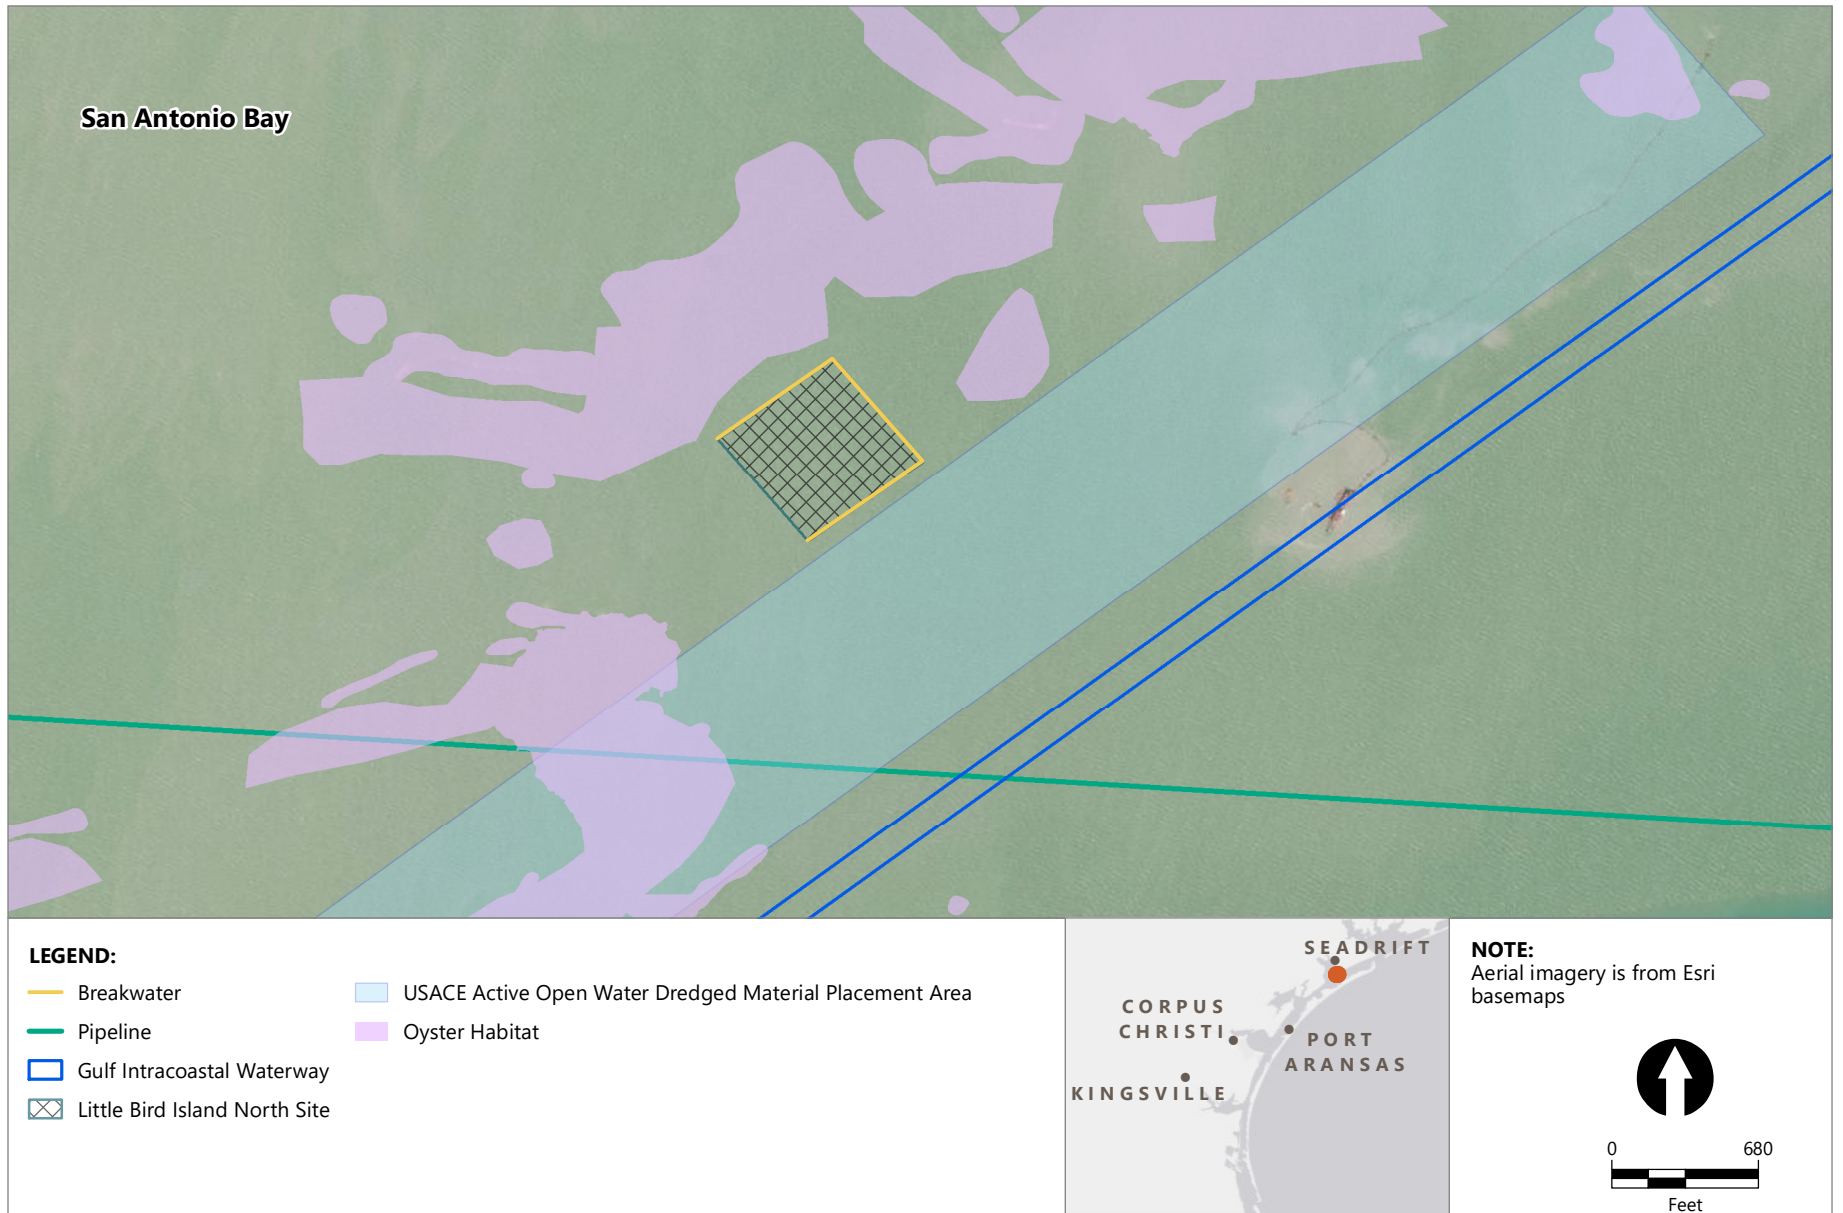 San Antonio Bay
LEGEND:
Breakwater
Pipeline
Gulf Intracoastal Waterway
Little Bird Island North Site
USACE Active Open Water Dredged Material Placement Area
Oyster Habitat
SEADRIFT
CORPUS
CHRISTI
PORT
ARANSAS
KINGSVILLE
NOTE:
Aerial imagery is from Esri
basemaps
0 680
Feet